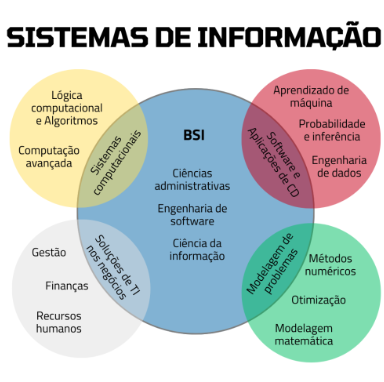 SISTEMAS DE INFORMAÇÃO
Lógica
computacional
e Algoritmos
Computação
avançada
Sistemas
computacionais
BSI
Ciências
administrativas
Engenharia de
software
Ciência da
informação
Aprendizado de
máquina
Probabilidade
e inferência
Engenharia
de dados
Software e
Aplicações de CD
Gestão
Finanças
Recursos
humanos
Soluções de TI
nos negócios
Modelagem de
problemas
Métodos
numéricos
Otimização
Modelagem
matemática